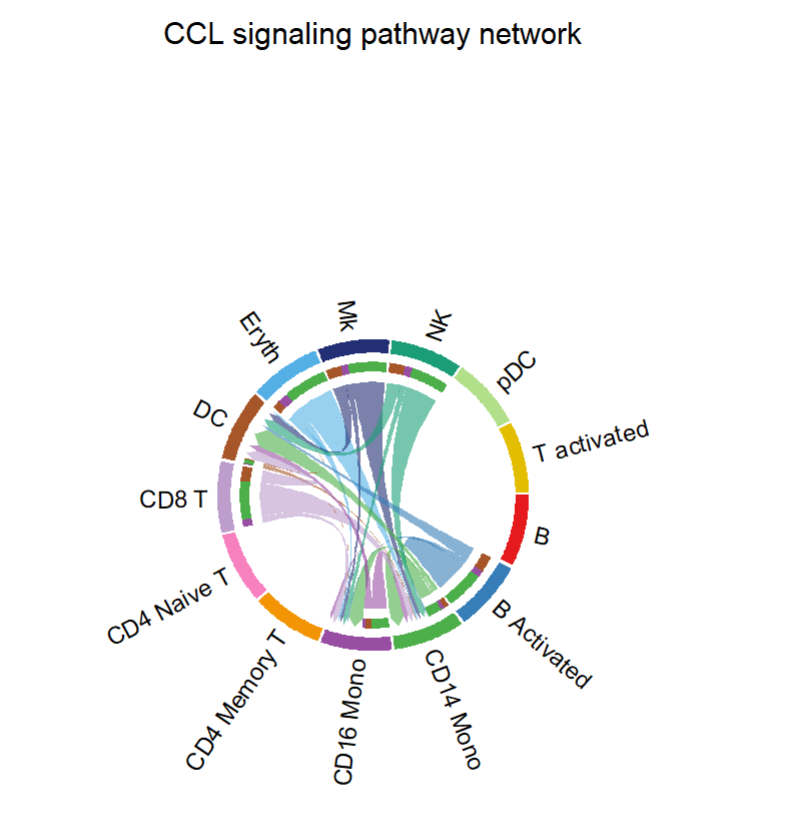 CCL signaling pathway network
Mk
NK
Eryth
pDC
DC
T activated
CD8 T
B
CD4 Naive T
B Activated
CD4 Memory T
CD16 Mono
CD14 Mono